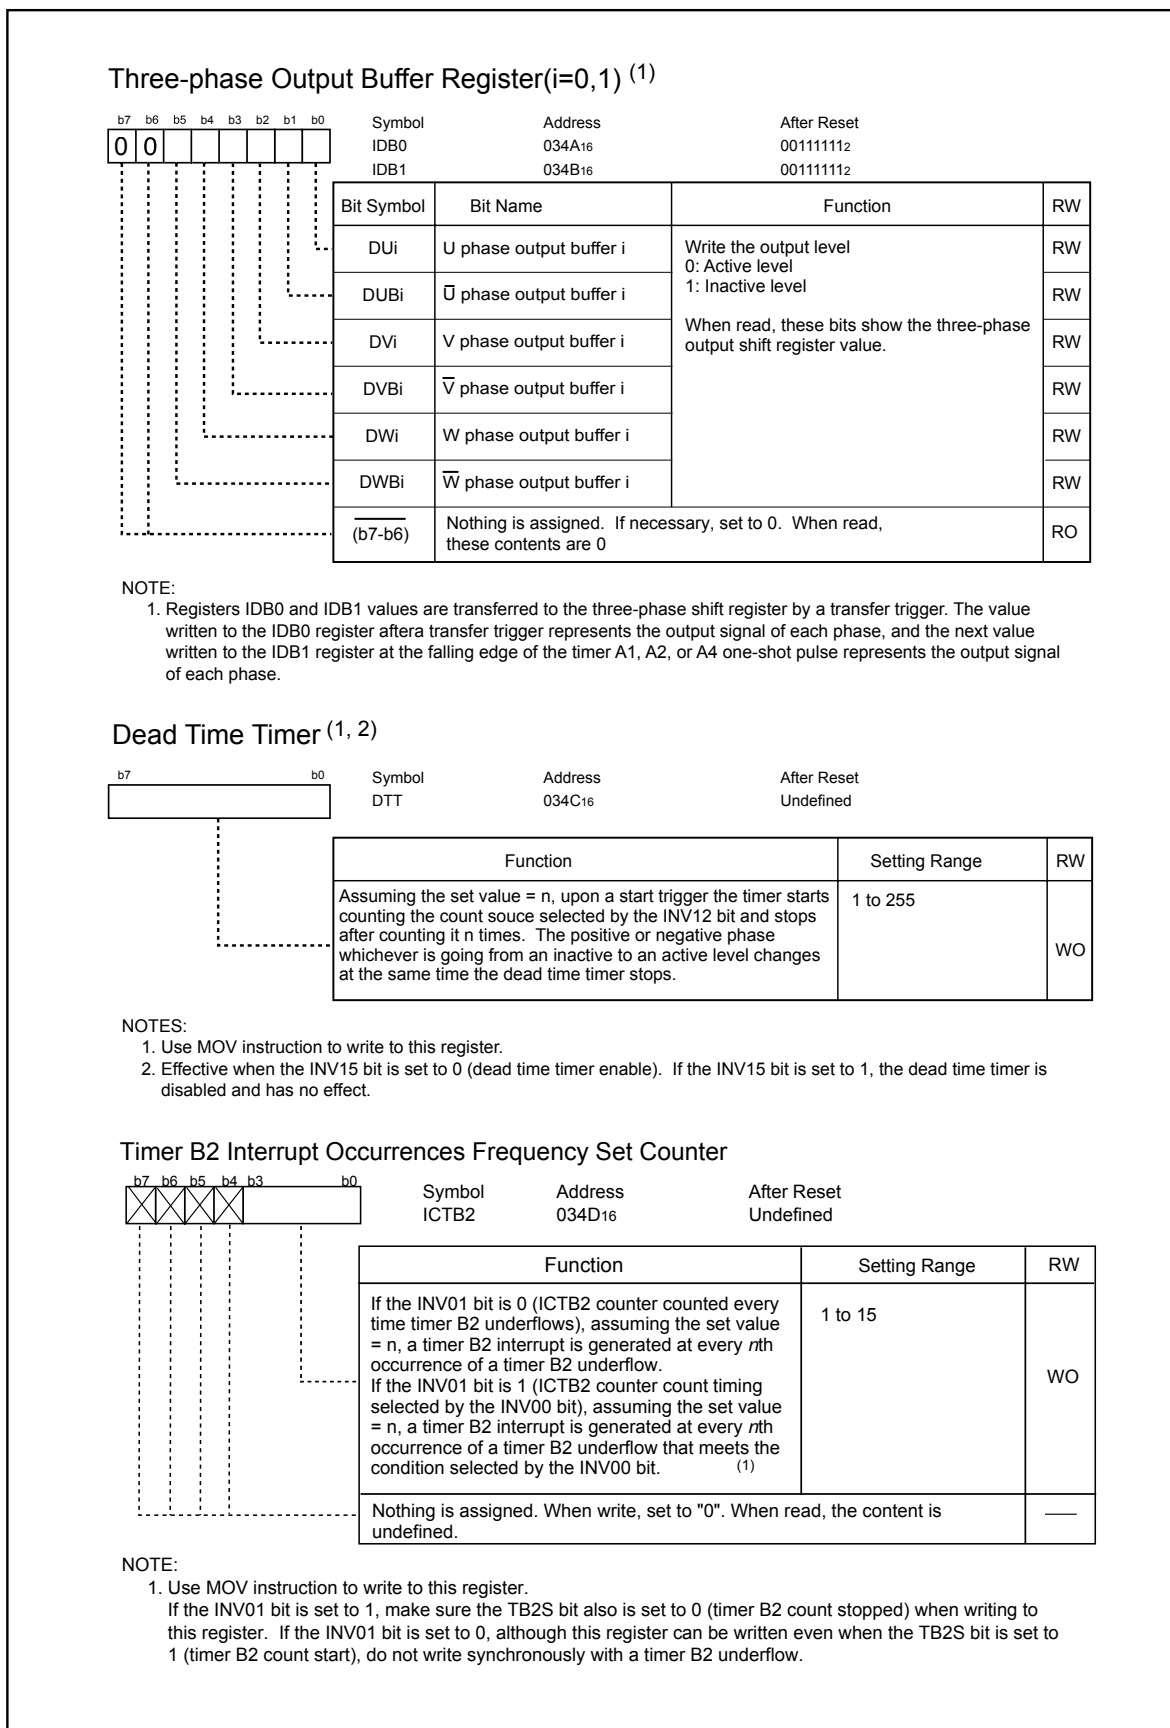 Three-phase Output Buffer Register(i=0,1) (1)
b7 b6 b5 b4 b3 b2 b1 b0
Symbol Address After Reset
0 0
IDB0 034A16 001111112
IDB1 034B16 001111112
Bit Symbol Bit Name Function RW
DUi U phase output buffer i RW
Write the output level
0: Active level
1: Inactive level
DUBi U̅ phase output buffer i RW
When read, these bits show the three-phase
output shift register value.
DVi V phase output buffer i RW
DVBi V̅ phase output buffer i RW
DWi W phase output buffer i RW
DWBi W̅ phase output buffer i RW
(b7-b6) RO
Nothing is assigned. If necessary, set to 0. When read,
these contents are 0
NOTE:
1. Registers IDB0 and IDB1 values are transferred to the three-phase shift register by a transfer trigger. The value
written to the IDB0 register aftera transfer trigger represents the output signal of each phase, and the next value
written to the IDB1 register at the falling edge of the timer A1, A2, or A4 one-shot pulse represents the output signal
of each phase.
Dead Time Timer (1, 2)
b7 b0
Symbol Address After Reset
DTT 034C16 Undefined
Function Setting Range RW
Assuming the set value = n, upon a start trigger the timer starts
counting the count souce selected by the INV12 bit and stops
after counting it n times. The positive or negative phase
whichever is going from an inactive to an active level changes
at the same time the dead time timer stops.
1 to 255
WO
NOTES:
1. Use MOV instruction to write to this register.
2. Effective when the INV15 bit is set to 0 (dead time timer enable). If the INV15 bit is set to 1, the dead time timer is
disabled and has no effect.
Timer B2 Interrupt Occurrences Frequency Set Counter
b7 b6 b5 b4 b3 b0
Symbol Address After Reset
ICTB2 034D16 Undefined
Function Setting Range RW
If the INV01 bit is 0 (ICTB2 counter counted every
time timer B2 underflows), assuming the set value
= n, a timer B2 interrupt is generated at every nth
occurrence of a timer B2 underflow.
If the INV01 bit is 1 (ICTB2 counter count timing
selected by the INV00 bit), assuming the set value
= n, a timer B2 interrupt is generated at every nth
occurrence of a timer B2 underflow that meets the
condition selected by the INV00 bit. (1)
1 to 15
WO
Nothing is assigned. When write, set to "0". When read, the content is
undefined.
NOTE:
1. Use MOV instruction to write to this register.
If the INV01 bit is set to 1, make sure the TB2S bit also is set to 0 (timer B2 count stopped) when writing to
this register. If the INV01 bit is set to 0, although this register can be written even when the TB2S bit is set to
1 (timer B2 count start), do not write synchronously with a timer B2 underflow.